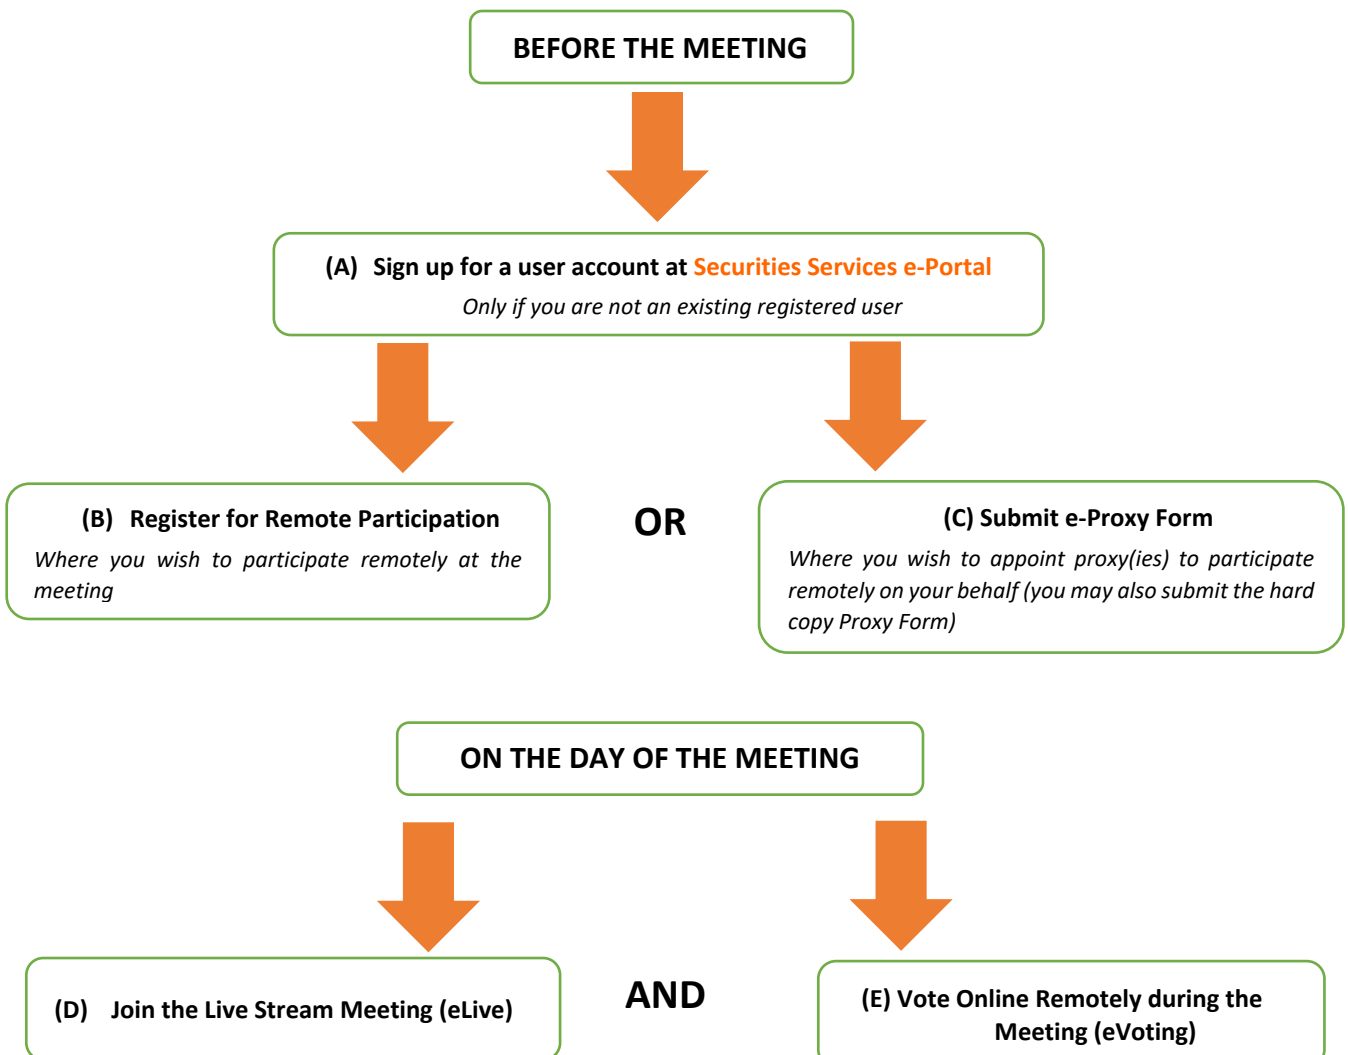 BEFORE THE MEETING
(A) Sign up for a user account at Securities Services e-Portal
Only if you are not an existing registered user
(B) Register for Remote Participation
Where you wish to participate remotely at the
meeting
OR
(C) Submit e-Proxy Form
Where you wish to appoint proxy(ies) to participate
remotely on your behalf (you may also submit the hard
copy Proxy Form)
ON THE DAY OF THE MEETING
(D) Join the Live Stream Meeting (eLive)
AND
(E) Vote Online Remotely during the
Meeting (eVoting)